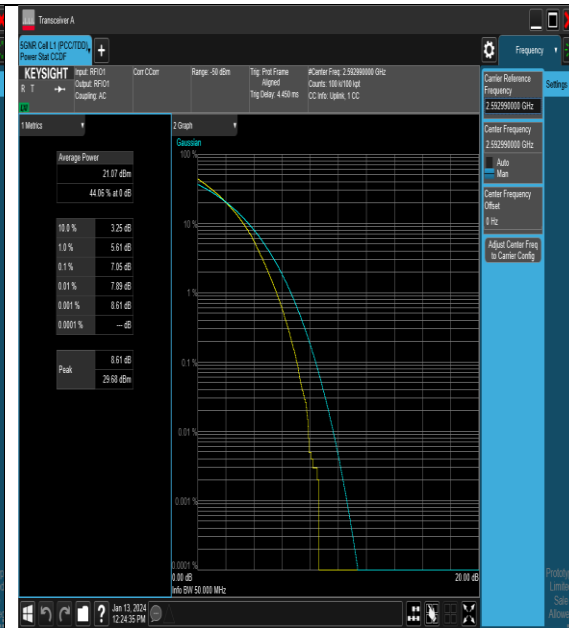 Transceiver A
5GNR Cell L1 (PCC/TDD)
Power Stat CCDF
+
Frequency
KEYSIGHT
R T
Input: RFIO1
Output: RFIO1
Coupling: AC
Corr CCorr
Range: -50 dBm
Trig: Prot Frame
Aligned
Trig Delay: 4.450 ms
#Center Freq: 2.592990000 GHz
Counts: 100 k/100 kpt
CC Info: Uplink, 1 CC
1 Metrics
Average Power
21.07 dBm
44.06 % at 0 dB
10.0 % 3.25 dB
1.0 % 5.61 dB
0.1 % 7.05 dB
0.01 % 7.89 dB
0.001 % 8.61 dB
0.0001 % --- dB
Peak
8.61 dB
29.68 dBm
2 Graph
Gaussian
100 %
10 %
1 %
0.1 %
0.01 %
0.001 %
0.0001 %
0.00 dB
20.00 dB
Info BW 50.000 MHz
Carrier Reference
Frequency
2.592990000 GHz
Center Frequency
2.592990000 GHz
Auto
Man
Center Frequency
Offset
0 Hz
Adjust Center Freq
to Carrier Config
Settings
?
Jan 13, 2024
12:24:35 PM